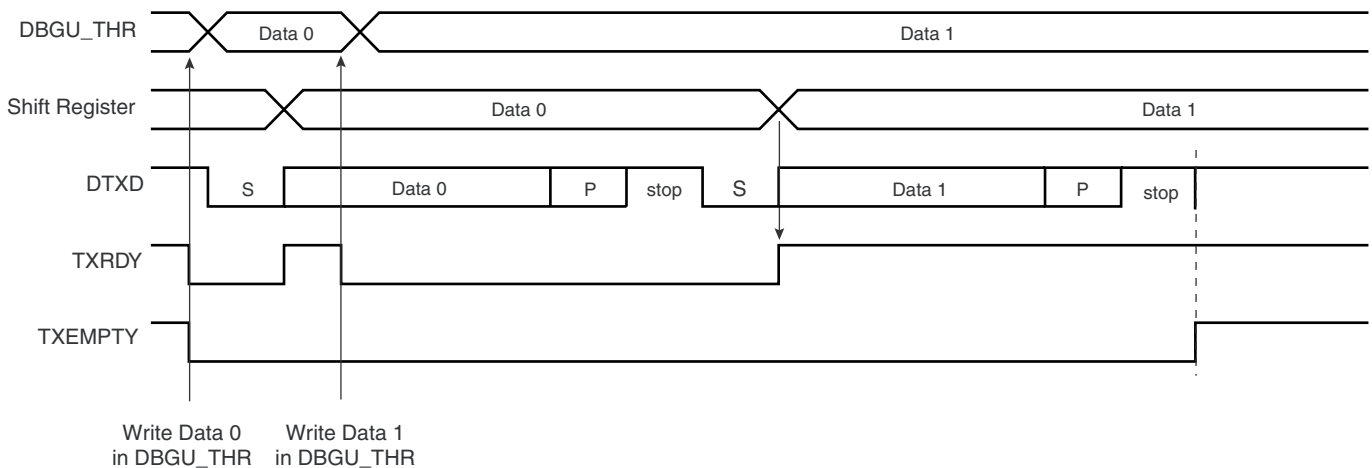 DBGU_THR Data 0 Data 1
Shift Register Data 0 Data 1
DTXD S Data 0 P stop S Data 1 P stop
TXRDY
TXEMPTY
Write Data 0
in DBGU_THR
Write Data 1
in DBGU_THR